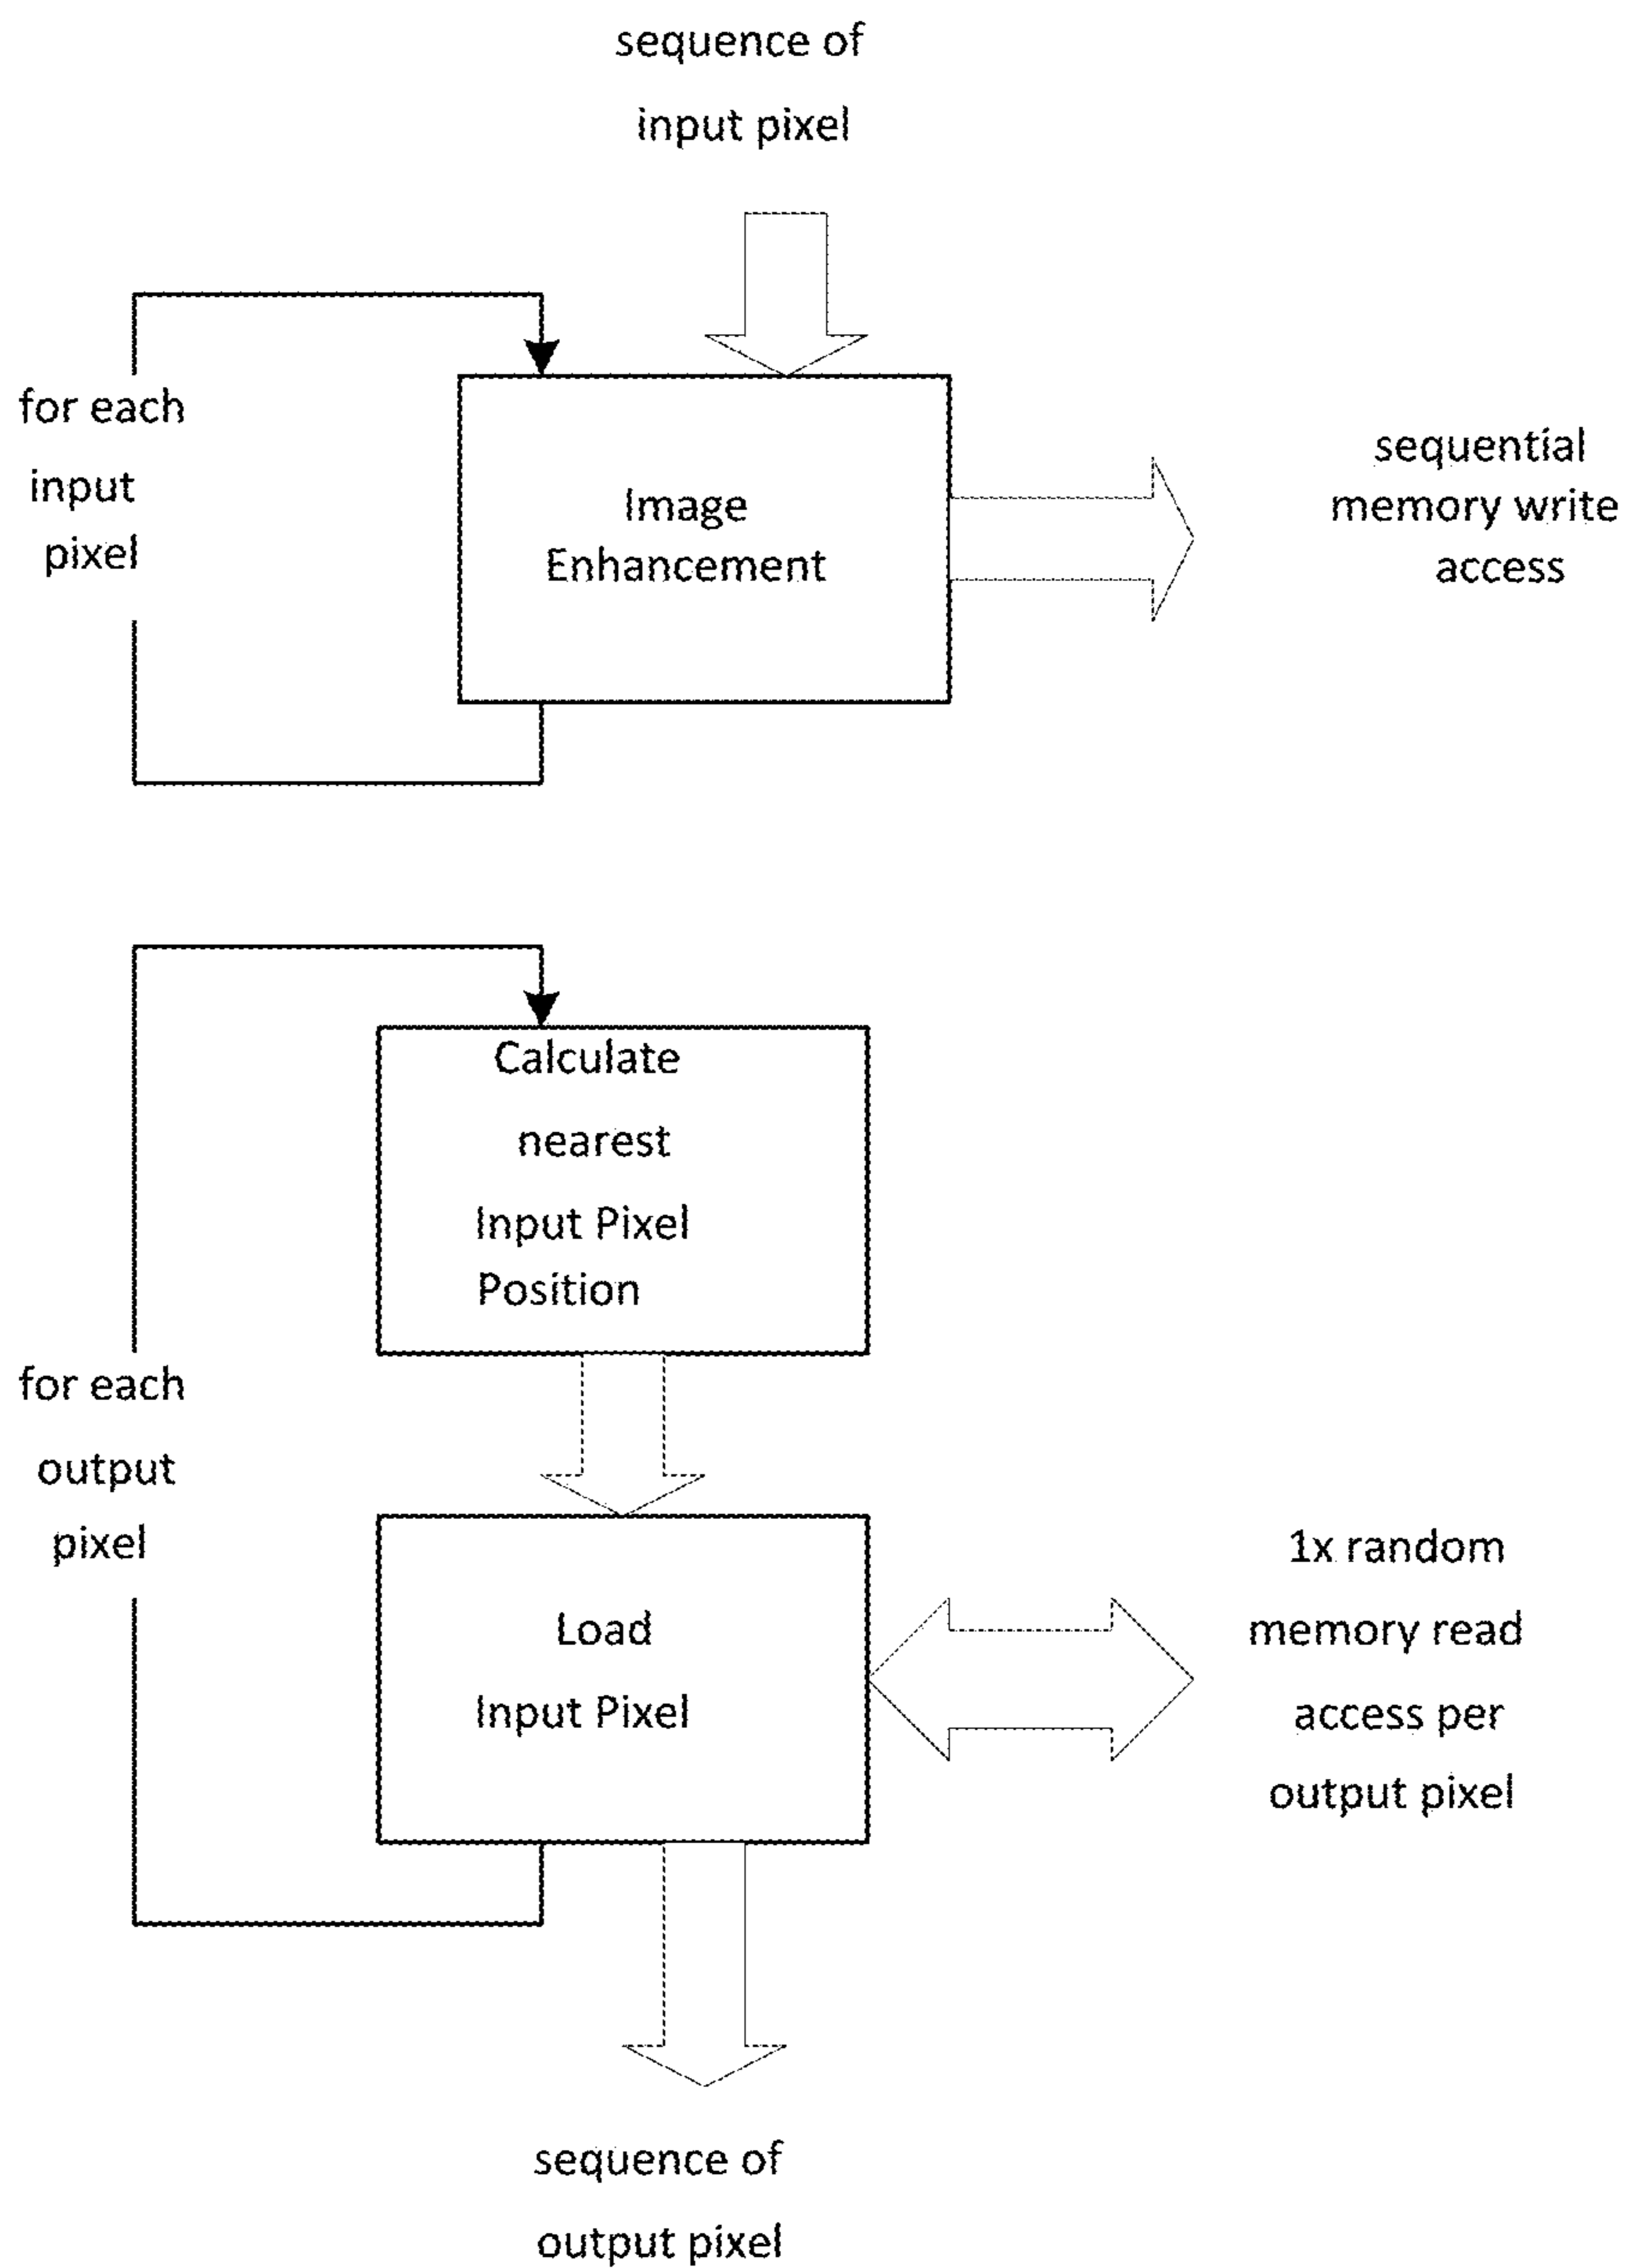 sequence of
input pixel
for each
input
pixel
Image
Enhancement
sequential
memory write
access
Calculate
nearest
Input Pixel
Position
for each
output
pixel
Load
Input Pixel
1x random
memory read
access per
output pixel
sequence of
output pixel